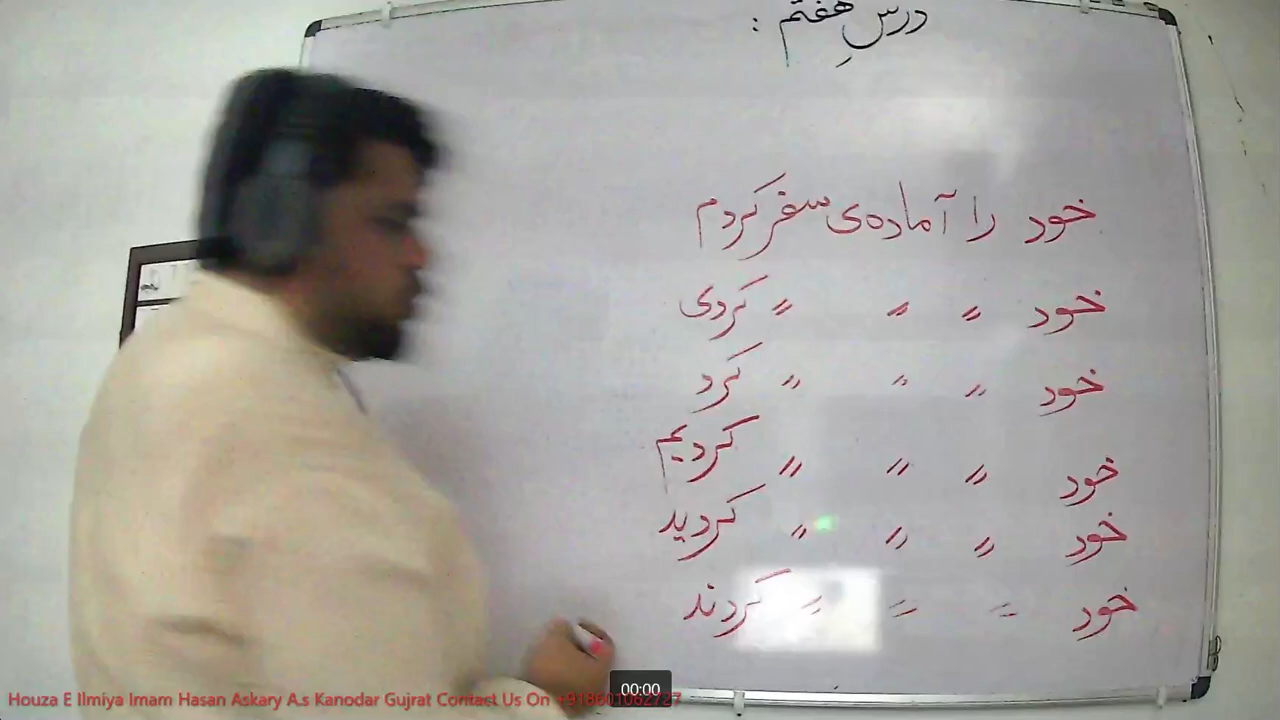 درسِ هفتم :
خود را آماده‌ی سفر کردم
خود " " " کردی
خود " " " کرد
خود " " " کردیم
خود " " " کردید
خود " " " کردند
00:00
Houza E Ilmiya Imam Hasan Askary A.s Kanodar Gujrat Contact Us On